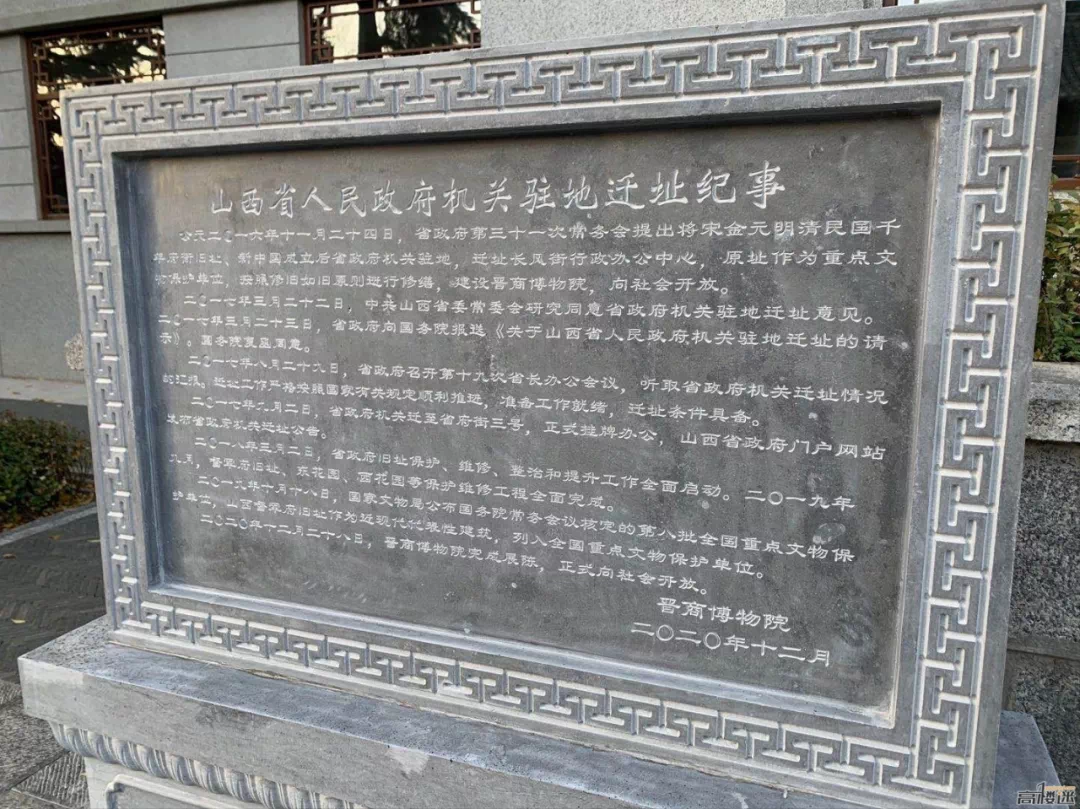 山西省人民政府机关驻地迁址纪事
公元二〇一六年十一月二十四日，省政府第三十一次常务会提出将宋金元明清民国千
年府衙旧址、新中国成立后省政府机关驻地，迁址长风街行政办公中心，原址作为重点文
物保护单位，按照修旧如旧原则进行修缮，建设晋商博物院，向社会开放。
二〇一七年三月二十二日，中共山西省委常委会研究同意省政府机关驻地迁址意见。
二〇一七年三月二十三日，省政府向国务院报送《关于山西省人民政府机关驻地迁址的请
示》。国务院复函同意。
二〇一七年八月二十九日，省政府召开第十九次省长办公会议，听取省政府机关迁址情况
的汇报。迁址工作严格按照国家有关规定顺利推进，准备工作就绪，迁址条件具备。
二〇一七年九月二日，省政府机关迁至省府街三号，正式挂牌办公，山西省政府门户网站
发布省政府机关迁址公告。
二〇一八年三月二日，省政府旧址保护、维修、整治和提升工作全面启动。二〇一九年
九月，督军府旧址、东花园、西花园等保护维修工程全面完成。
二〇一九年十月十八日，国家文物局公布国务院常务会议核定的第八批全国重点文物保
护单位，山西督军府旧址作为近现代代表性建筑，列入全国重点文物保护单位。
二〇二〇年十二月二十八日，晋商博物院完成展陈，正式向社会开放。
晋商博物院
二〇二〇年十二月
高楼迷